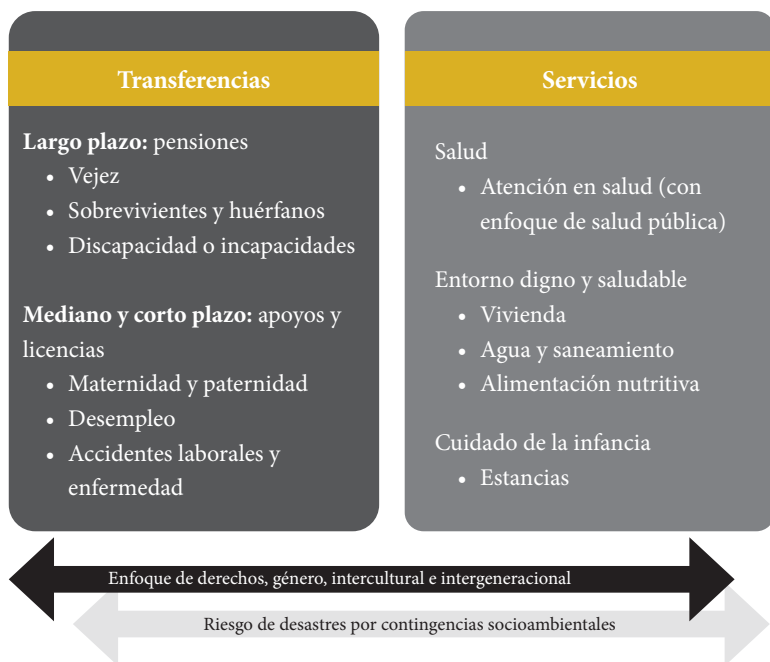 Transferencias
Largo plazo: pensiones
• Vejez
• Sobrevivientes y huérfanos
• Discapacidad o incapacidades
Mediano y corto plazo: apoyos y
licencias
• Maternidad y paternidad
• Desempleo
• Accidentes laborales y
enfermedad
Servicios
Salud
• Atención en salud (con
enfoque de salud pública)
Entorno digno y saludable
• Vivienda
• Agua y saneamiento
• Alimentación nutritiva
Cuidado de la infancia
• Estancias
Enfoque de derechos, género, intercultural e intergeneracional
Riesgo de desastres por contingencias socioambientales